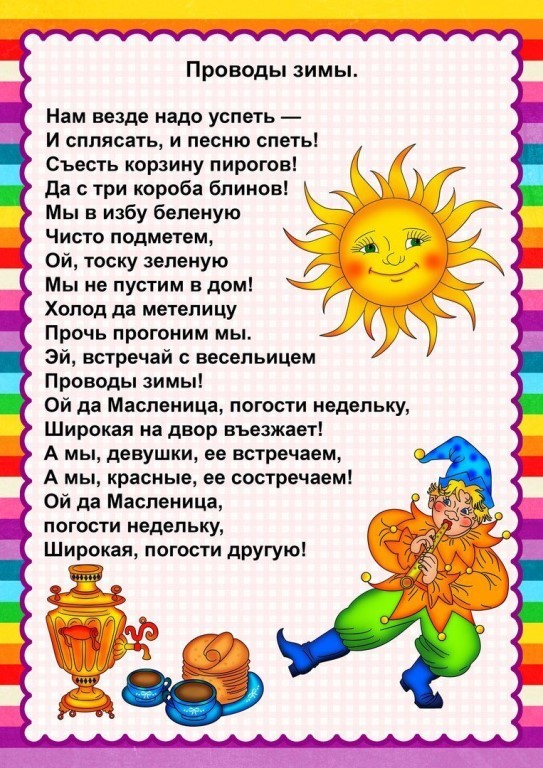 Проводы зимы.
Нам везде надо успеть —
И сплясать, и песню спеть!
Съесть корзину пирогов!
Да с три короба блинов!
Мы в избу беленую
Чисто подметем,
Ой, тоску зеленую
Мы не пустим в дом!
Холод да метелицу
Прочь прогоним мы.
Эй, встречай с весельицем
Проводы зимы!
Ой да Масленица, погости недельку,
Широкая на двор въезжает!
А мы, девушки, ее встречаем,
А мы, красные, ее состречаем!
Ой да Масленица,
погости недельку,
Широкая, погости другую!